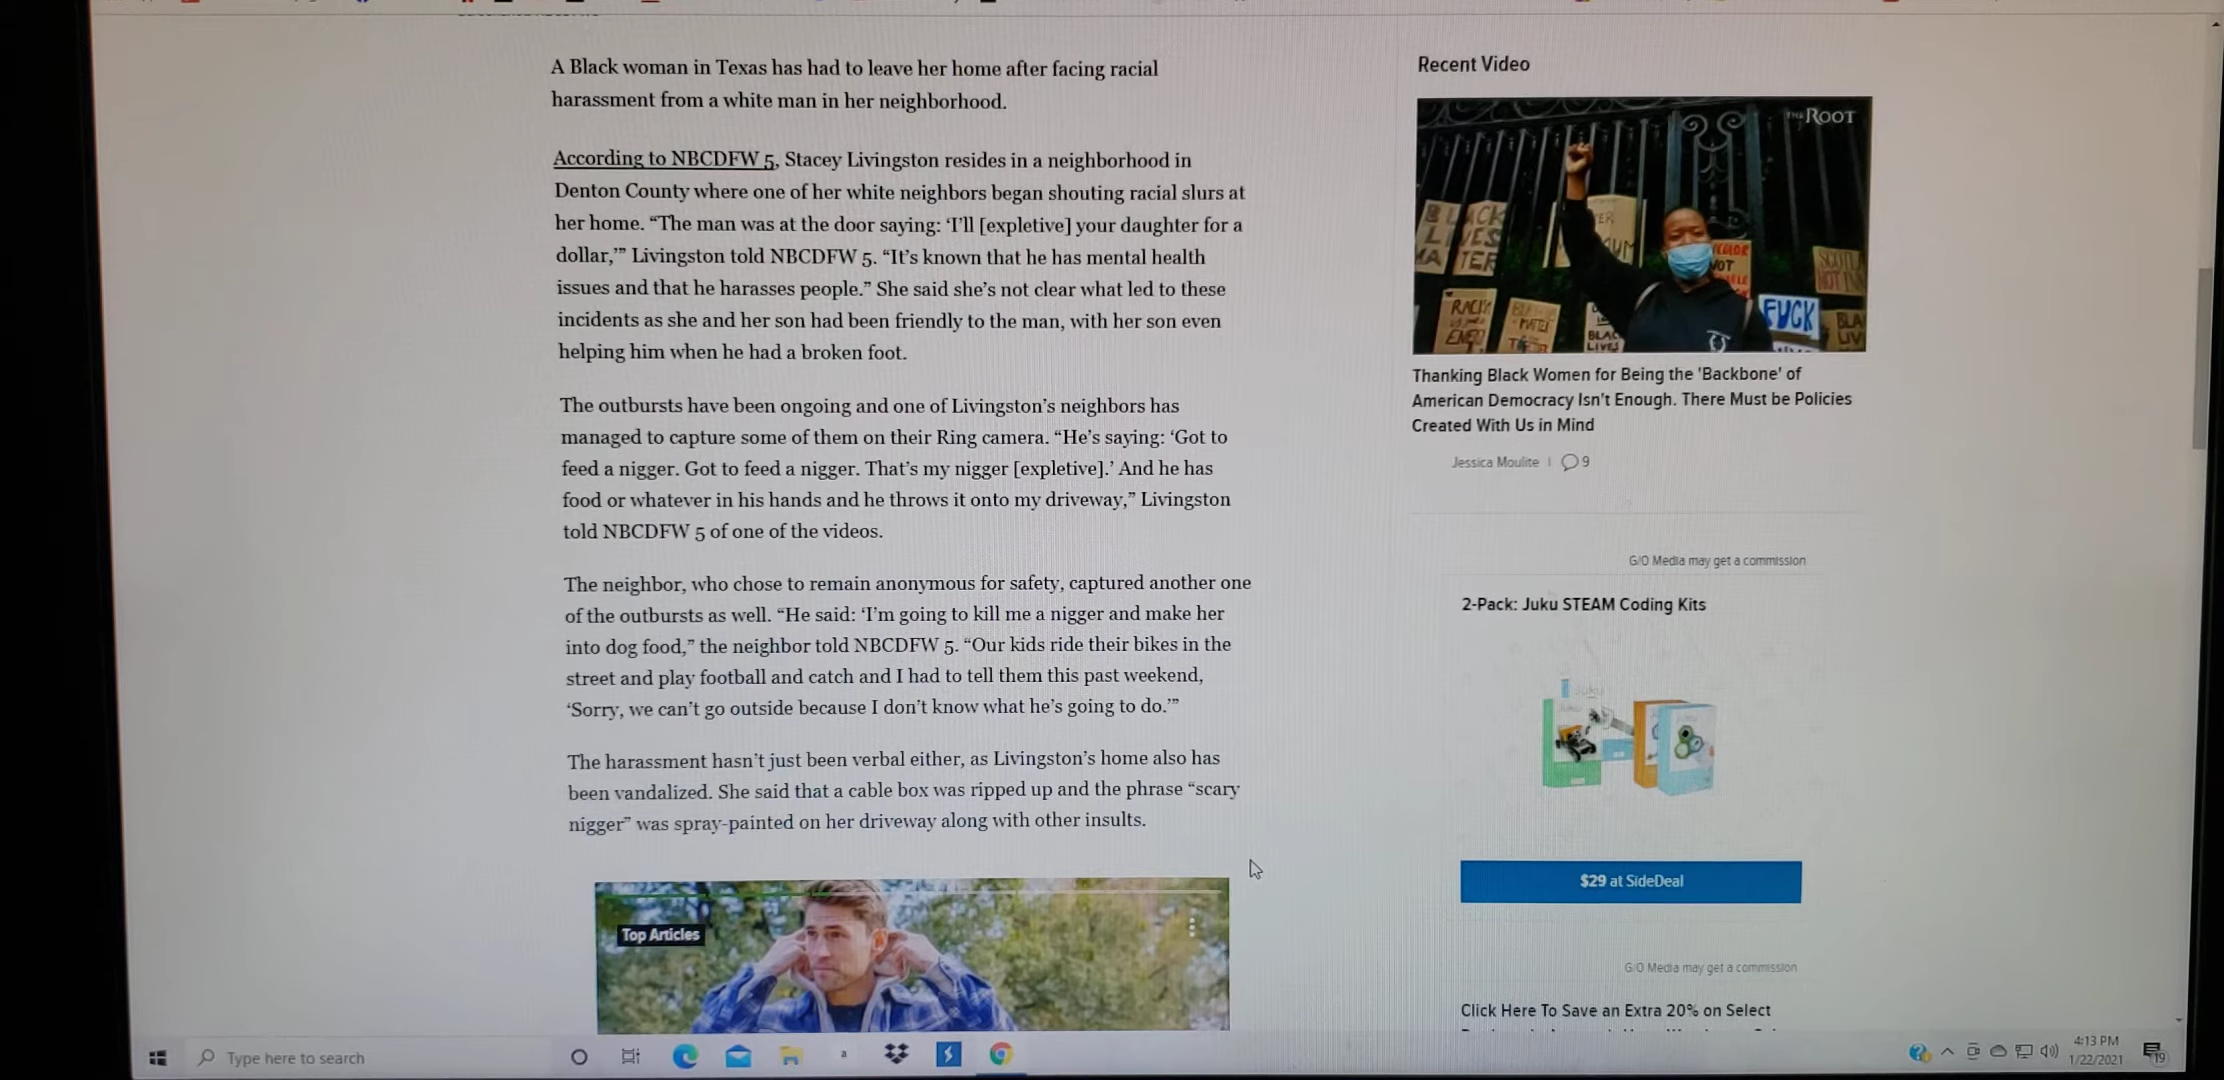 A Black woman in Texas has had to leave her home after facing racial
harassment from a white man in her neighborhood.
According to NBCDFW 5, Stacey Livingston resides in a neighborhood in
Denton County where one of her white neighbors began shouting racial slurs at
her home. “The man was at the door saying: ‘I’ll [expletive] your daughter for a
dollar,’” Livingston told NBCDFW 5. “It’s known that he has mental health
issues and that he harasses people.” She said she’s not clear what led to these
incidents as she and her son had been friendly to the man, with her son even
helping him when he had a broken foot.
The outbursts have been ongoing and one of Livingston’s neighbors has
managed to capture some of them on their Ring camera. “He’s saying: ‘Got to
feed a nigger. Got to feed a nigger. That’s my nigger [expletive].’ And he has
food or whatever in his hands and he throws it onto my driveway,” Livingston
told NBCDFW 5 of one of the videos.
The neighbor, who chose to remain anonymous for safety, captured another one
of the outbursts as well. “He said: ‘I’m going to kill me a nigger and make her
into dog food,” the neighbor told NBCDFW 5. “Our kids ride their bikes in the
street and play football and catch and I had to tell them this past weekend,
‘Sorry, we can’t go outside because I don’t know what he’s going to do.’”
The harassment hasn’t just been verbal either, as Livingston’s home also has
been vandalized. She said that a cable box was ripped up and the phrase “scary
nigger” was spray-painted on her driveway along with other insults.
Top Articles
Recent Video
THE ROOT
BLACK
LIVES
MATTER
FUCK
BLACK
LIVES
Thanking Black Women for Being the 'Backbone' of
American Democracy Isn't Enough. There Must be Policies
Created With Us in Mind
Jessica Moulite | 9
G/O Media may get a commission
2-Pack: Juku STEAM Coding Kits
$29 at SideDeal
G/O Media may get a commission
Click Here To Save an Extra 20% on Select
Type here to search
a
4:13 PM
1/22/2021
19